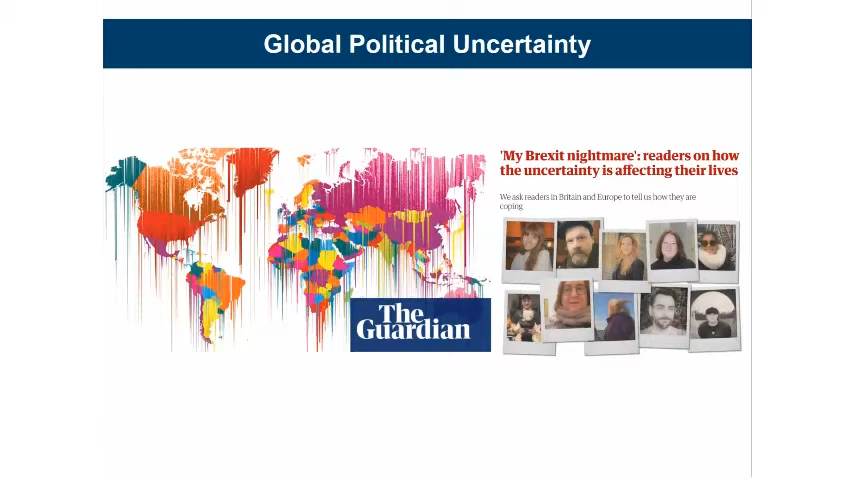 Global Political Uncertainty
'My Brexit nightmare': readers on how
the uncertainty is affecting their lives
We ask readers in Britain and Europe to tell us how they are
coping
The
Guardian